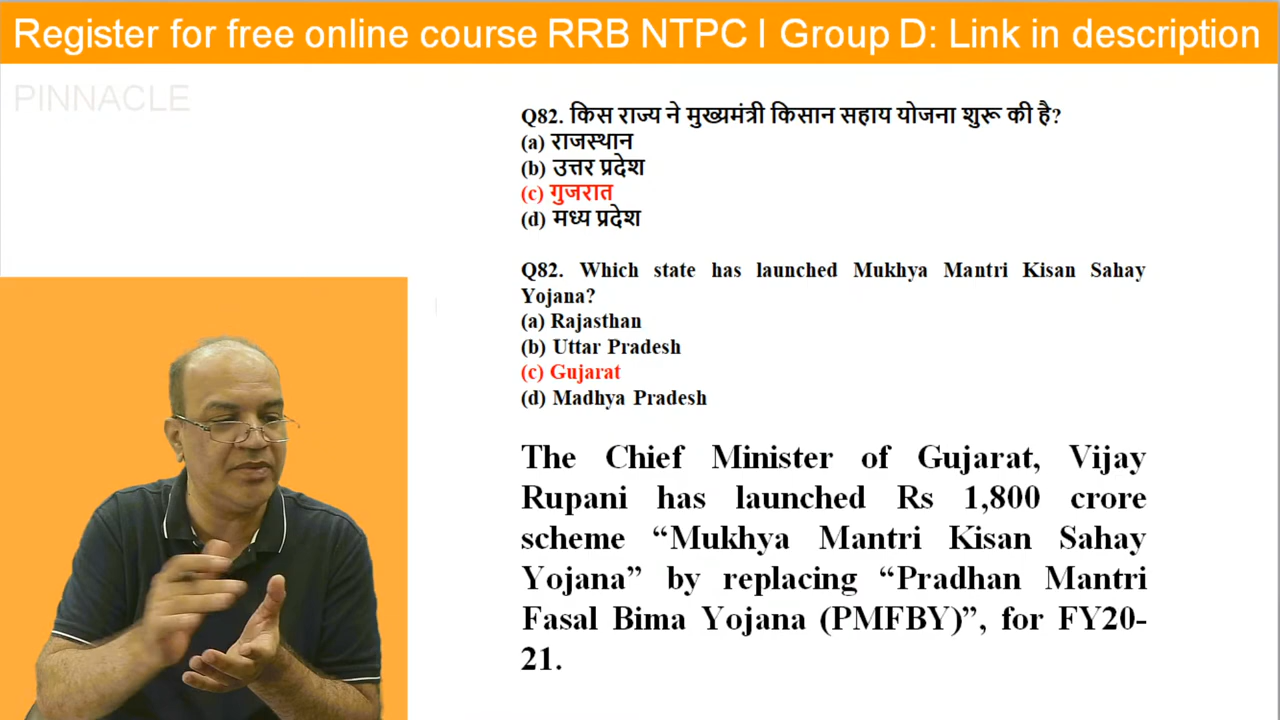 Register for free online course RRB NTPC I Group D: Link in description
PINNACLE
Q82. किस राज्य ने मुख्यमंत्री किसान सहाय योजना शुरू की है?
(a) राजस्थान
(b) उत्तर प्रदेश
(c) गुजरात
(d) मध्य प्रदेश
Q82. Which state has launched Mukhya Mantri Kisan Sahay
Yojana?
(a) Rajasthan
(b) Uttar Pradesh
(c) Gujarat
(d) Madhya Pradesh
The Chief Minister of Gujarat, Vijay
Rupani has launched Rs 1,800 crore
scheme “Mukhya Mantri Kisan Sahay
Yojana” by replacing “Pradhan Mantri
Fasal Bima Yojana (PMFBY)”, for FY20-
21.